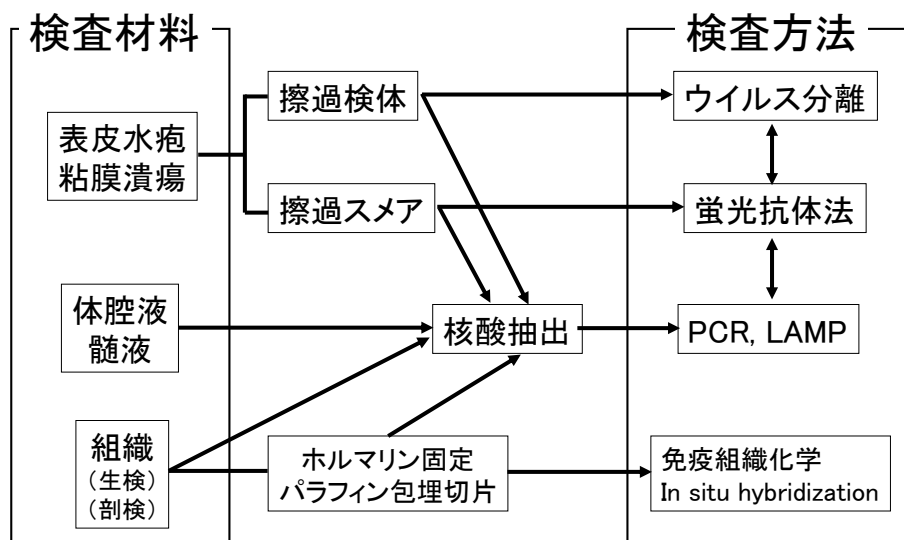 検査材料
検査方法
擦過検体
ウイルス分離
表皮水疱
粘膜潰瘍
擦過スメア
蛍光抗体法
体腔液
髄液
核酸抽出
PCR, LAMP
組織
（生検）
（剖検）
ホルマリン固定
パラフィン包埋切片
免疫組織化学
In situ hybridization